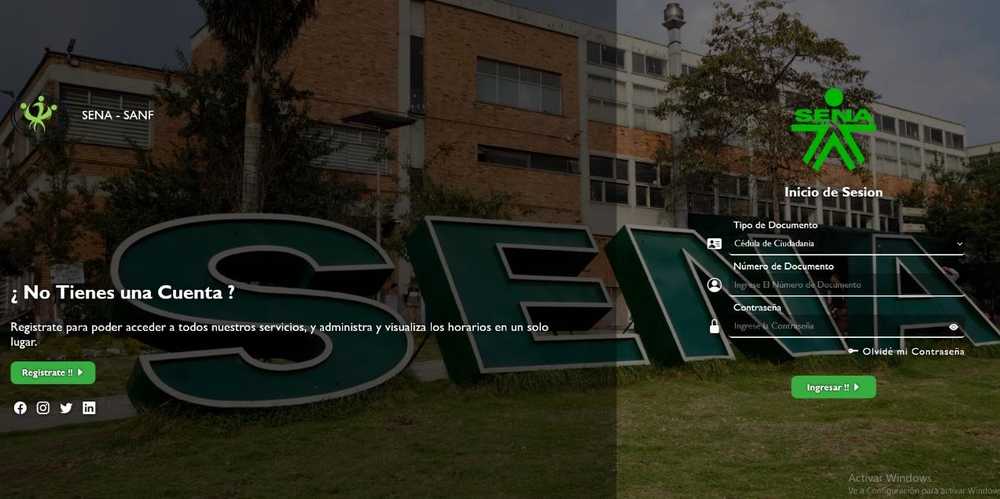 SENA - SANF
¿ No Tienes una Cuenta ?
Registrate para poder acceder a todos nuestros servicios, y administra y visualiza los horarios en un solo
lugar.
Registrate !!
SENA
SENA
Inicio de Sesion
Tipo de Documento
Cédula de Ciudadania
Número de Documento
Ingrese El Número de Documento
Contraseña
Ingrese la Contraseña
Olvidé mi Contraseña
Ingresar !!
Activar Windows
Ve a Configuración para activar Windows